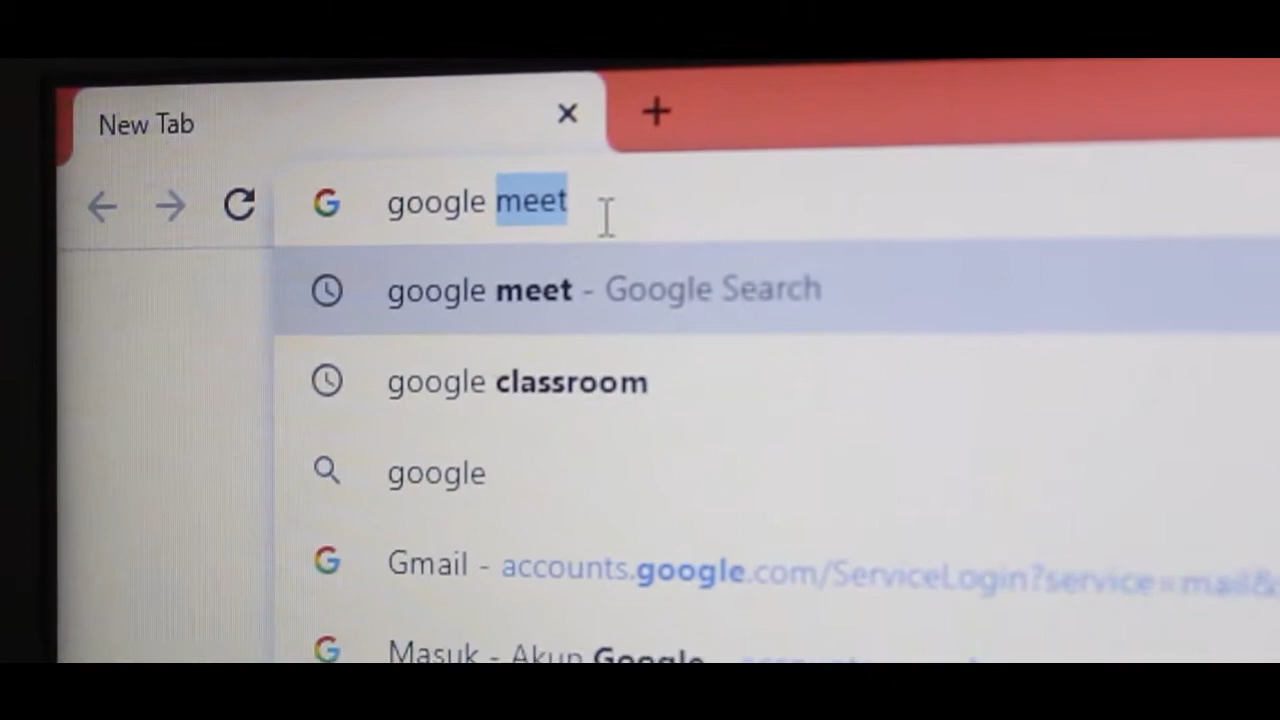 New Tab
google meet
google meet - Google Search
google classroom
google
Gmail - accounts.google.com/ServiceLogin?service=mail&
Masuk - Akun Google